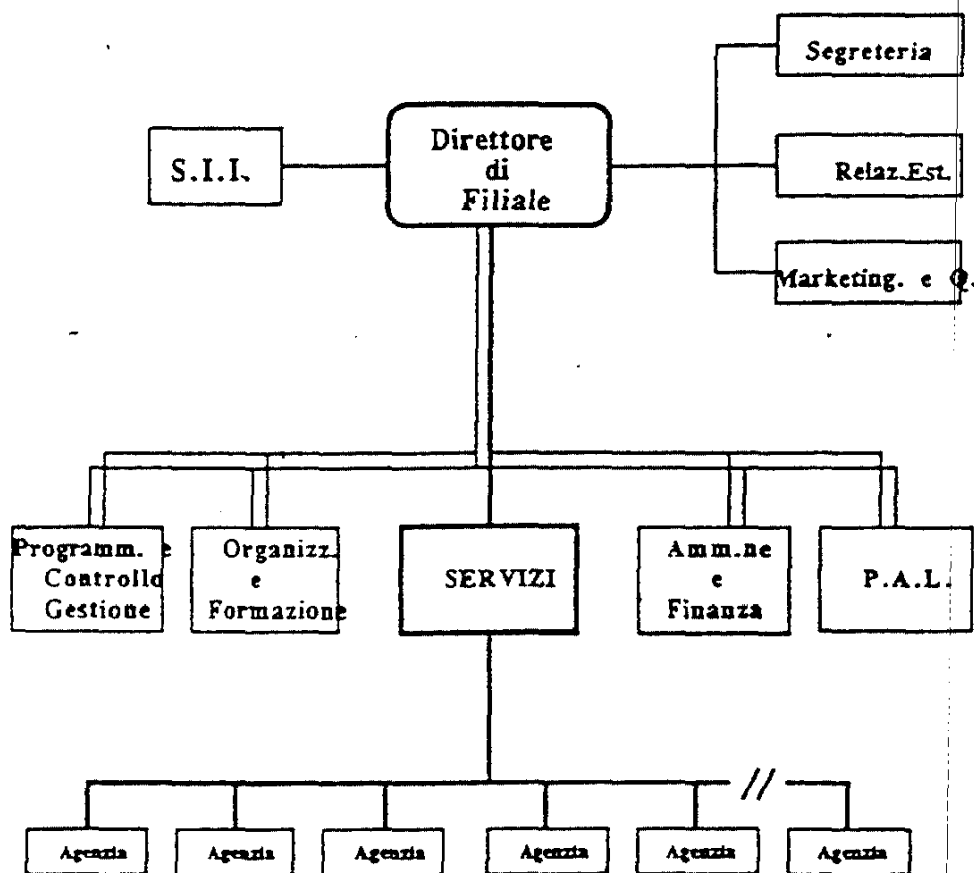 Segreteria
Direttore
di
Filiale
S.I.I.
Relaz.Est.
Marketing. e Q.
Programm. e
Controllo
Gestione
Organizz.
e
Formazione
SERVIZI
Amm.ne
e
Finanza
P.A.L.
//
Agenzia
Agenzia
Agenzia
Agenzia
Agenzia
Agenzia